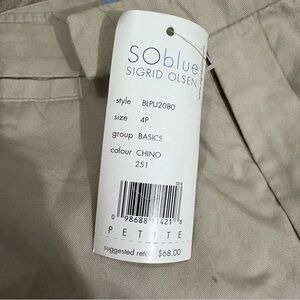 SOblue
SIGRID OLSEN
style BLPU2080
size 4P
group BASICS
colour CHINO
251
PETITE
suggested retail $68.00